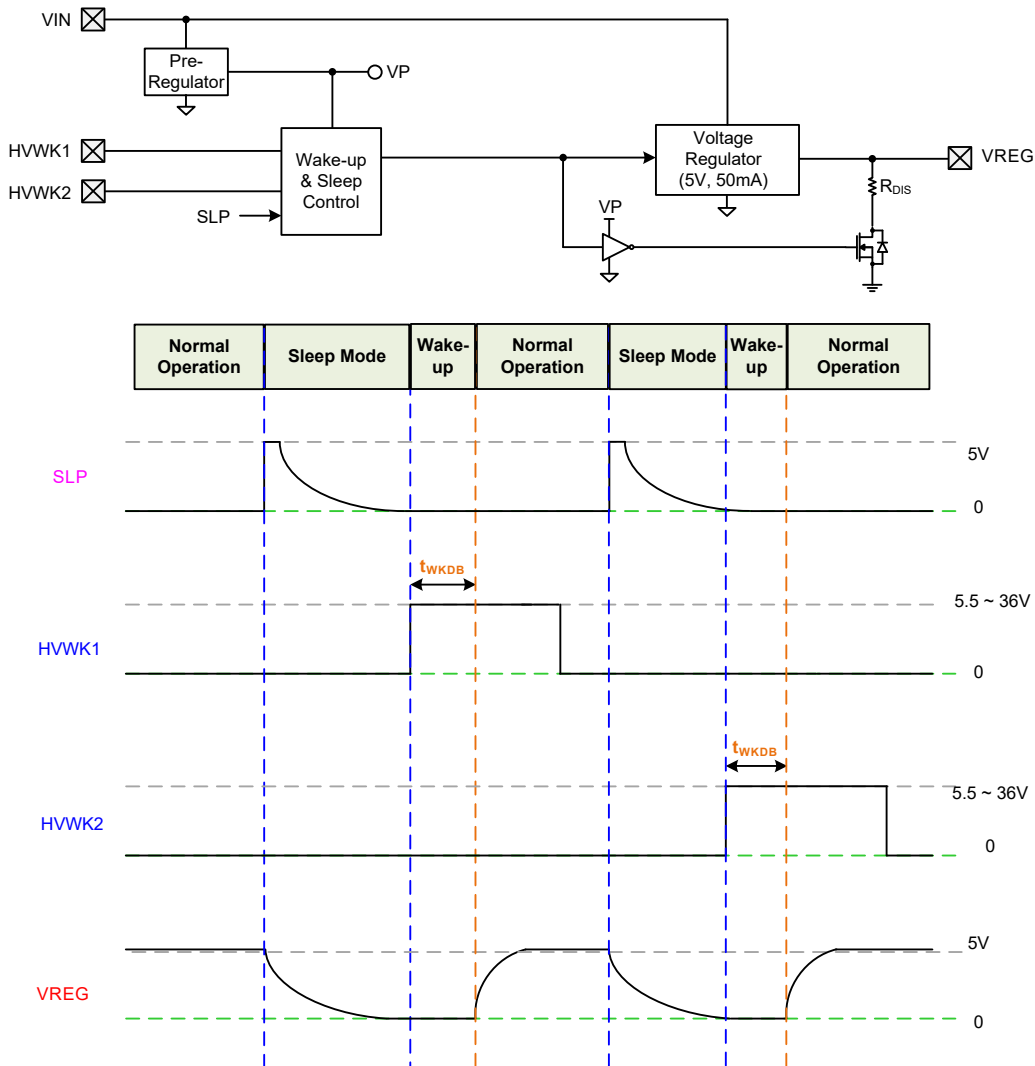 VIN
Pre-
Regulator
VP
HVWK1
HVWK2
SLP
Wake-up
& Sleep
Control
Voltage
Regulator
(5V, 50mA)
VREG
RDIS
VP
Normal
Operation
Sleep Mode
Wake-
up
Normal
Operation
Sleep Mode
Wake-
up
Normal
Operation
SLP
5V
0
tWKDB
HVWK1
5.5 ~ 36V
0
tWKDB
HVWK2
5.5 ~ 36V
0
VREG
5V
0